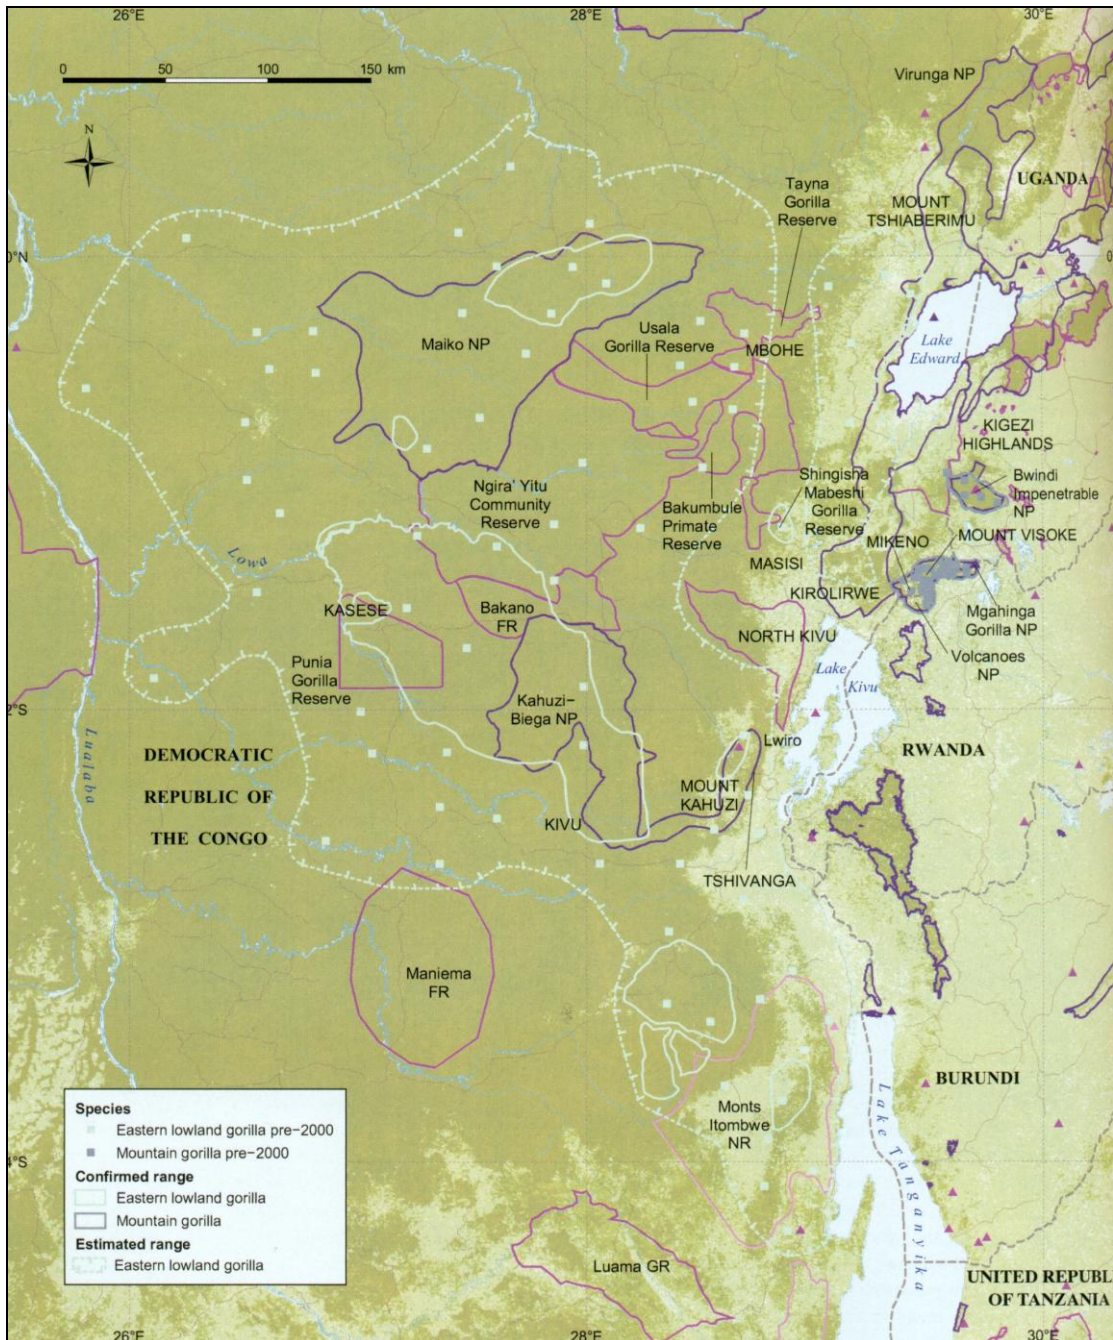 26°E
28°E
30°E
0
50
100
150 km
N
Virunga NP
UGANDA
Tayna
Gorilla
Reserve
MOUNT
TSHIABERIMU
0°N
0
Maiko NP
Usala
Gorilla Reserve
MBOHE
Lake
Edward
KIGEZI
HIGHLANDS
Ngira' Yitu
Community
Reserve
Bakumbule
Primate
Reserve
Shingisha
Mabeshi
Gorilla
Reserve
Bwindi
Impenetrable
NP
MOUNT VISOKE
MIKENO
Lowa
MASISI
KIROLIRWE
KASESE
Bakano
FR
NORTH KIVU
Mgahinga
Gorilla NP
Volcanoes
NP
Punia
Gorilla
Reserve
Lake
Kivu
Kahuzi-
Biega NP
2°S
Lualaba
DEMOCRATIC
REPUBLIC OF
THE CONGO
Lwiro
RWANDA
MOUNT
KAHUZI
KIVU
TSHIVANGA
Maniema
FR
BURUNDI
Lake Tanganyika
Monts
Itombwe
NR
Species
Eastern lowland gorilla pre-2000
Mountain gorilla pre-2000
Confirmed range
Eastern lowland gorilla
Mountain gorilla
Estimated range
Eastern lowland gorilla
4°S
Luama GR
UNITED REPUBL
OF TANZANIA
26°E
28°E
30°E